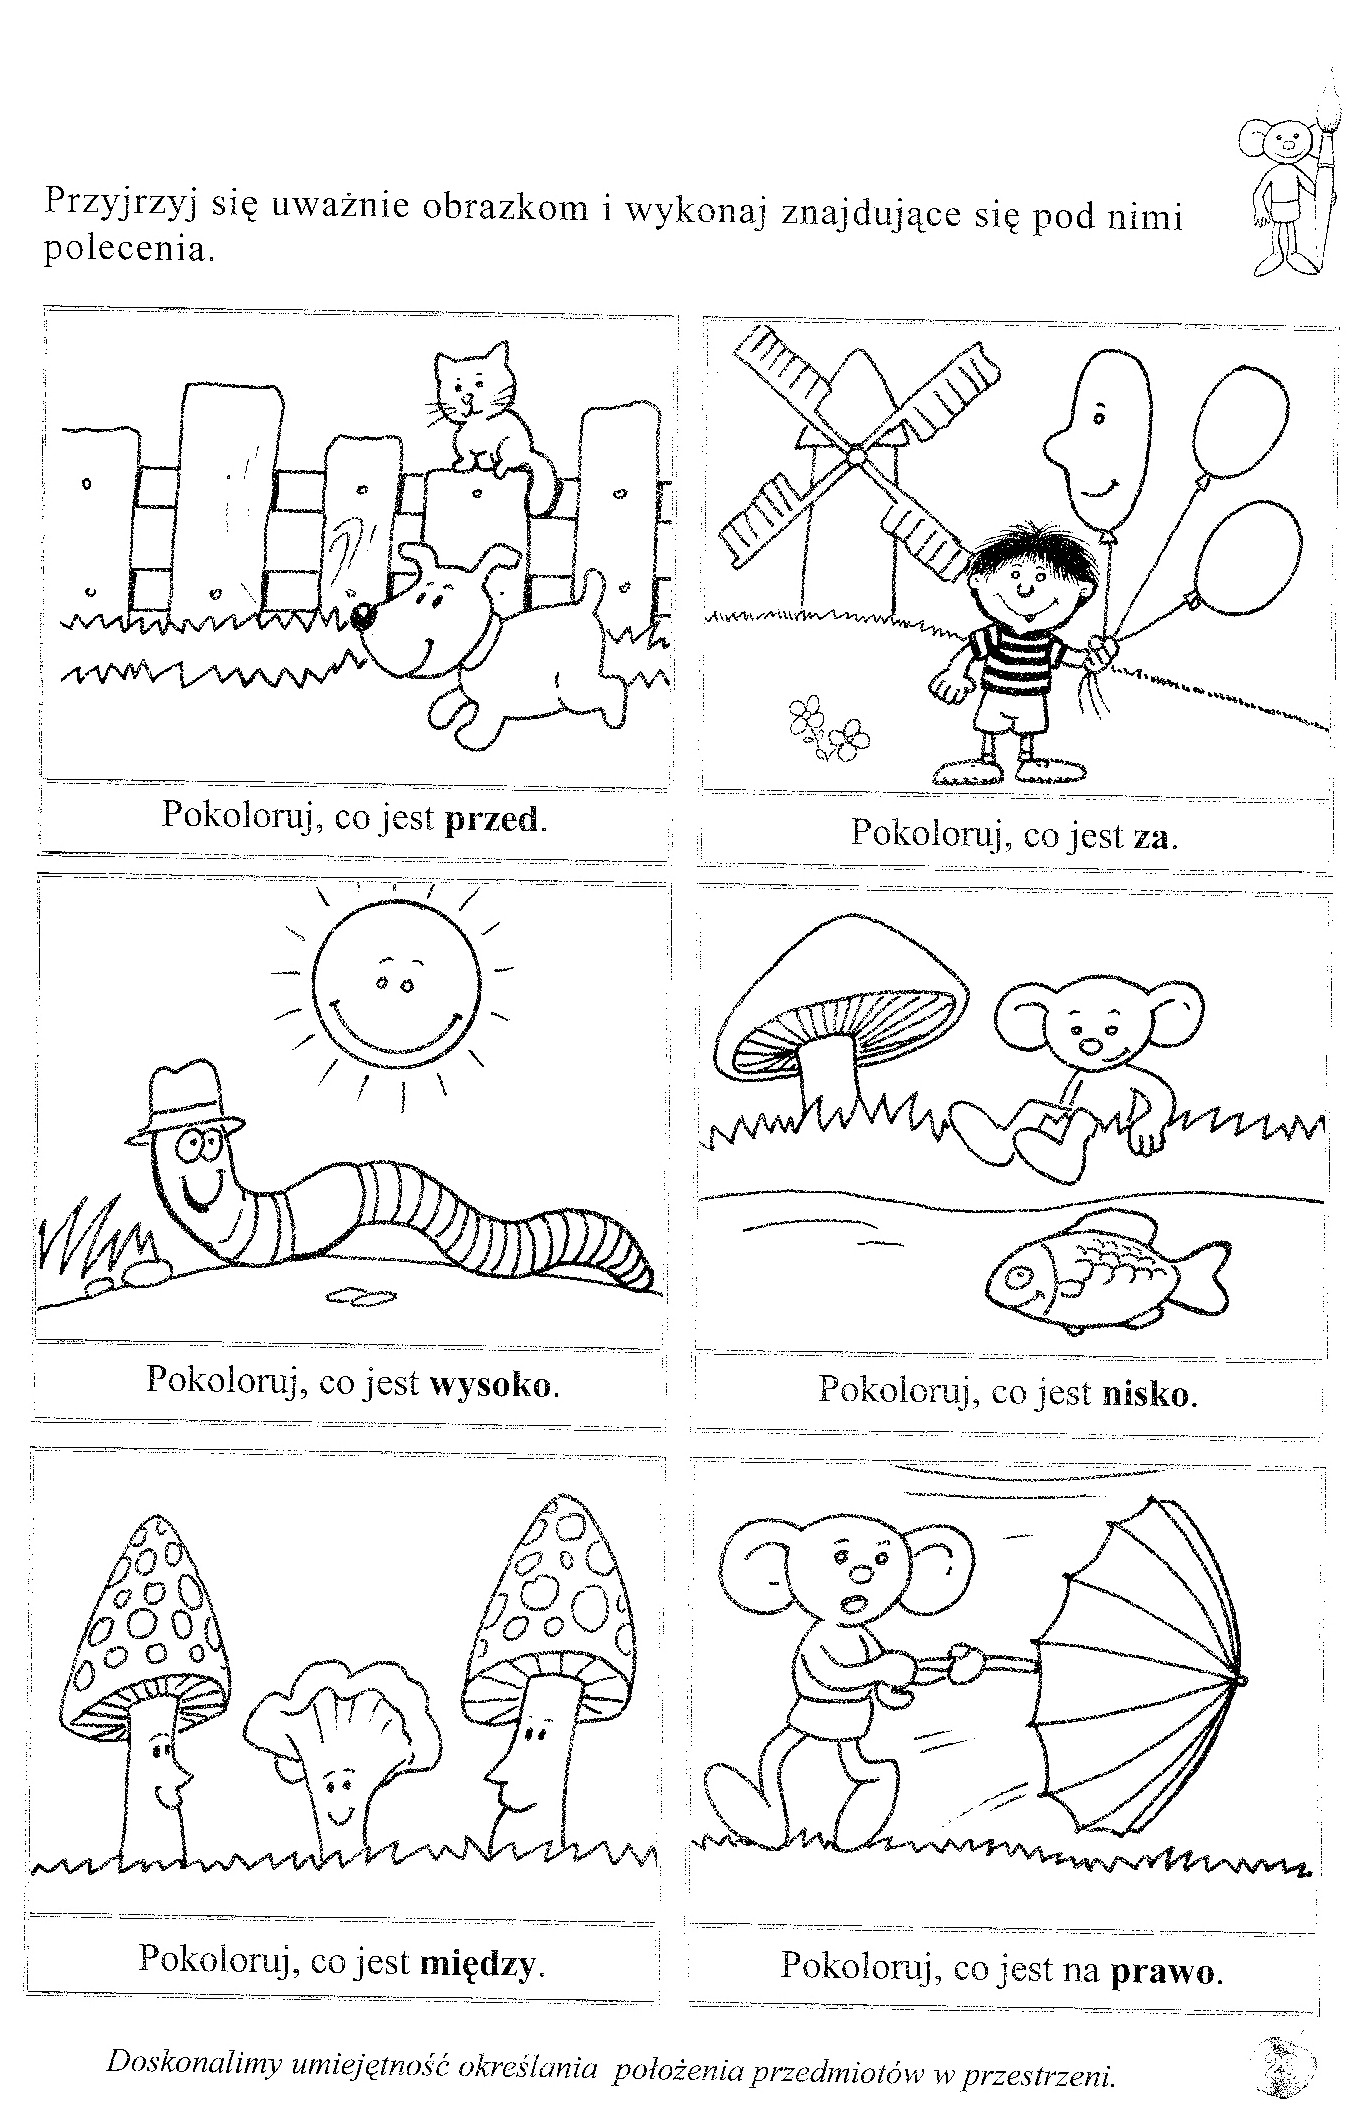 Przyjrzyj się uważnie obrazkom i wykonaj znajdujące się pod nimi
polecenia.
Pokoloruj, co jest przed.
Pokoloruj, co jest za.
Pokoloruj, co jest wysoko.
Pokoloruj, co jest nisko.
Pokoloruj, co jest między.
Pokoloruj, co jest na prawo.
Doskonalimy umiejętność określania położenia przedmiotów w przestrzeni.